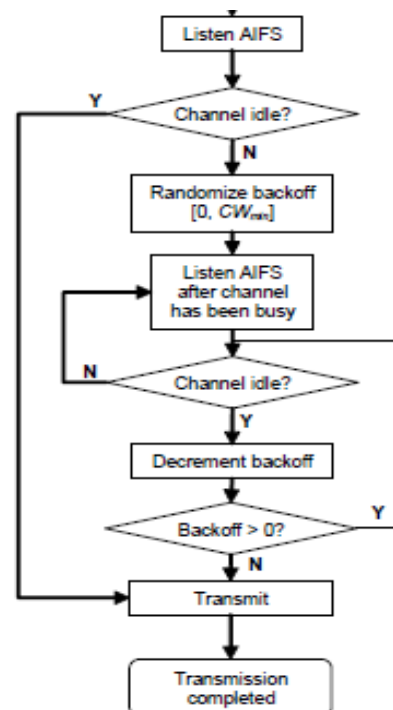 Listen AIFS
Y
Channel idle?
N
Randomize backoff
[0, CWmin]
Listen AIFS
after channel
has been busy
N
Channel idle?
Y
Decrement backoff
Backoff > 0?
Y
N
Transmit
Transmission
completed